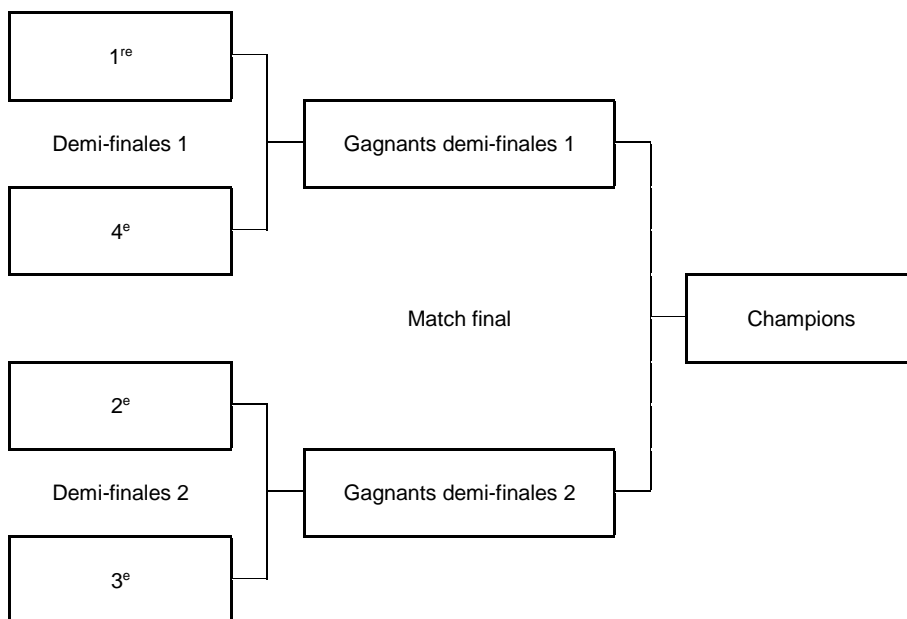 1re
Demi-finales 1
Gagnants demi-finales 1
4e
Match final
Champions
2e
Demi-finales 2
Gagnants demi-finales 2
3e